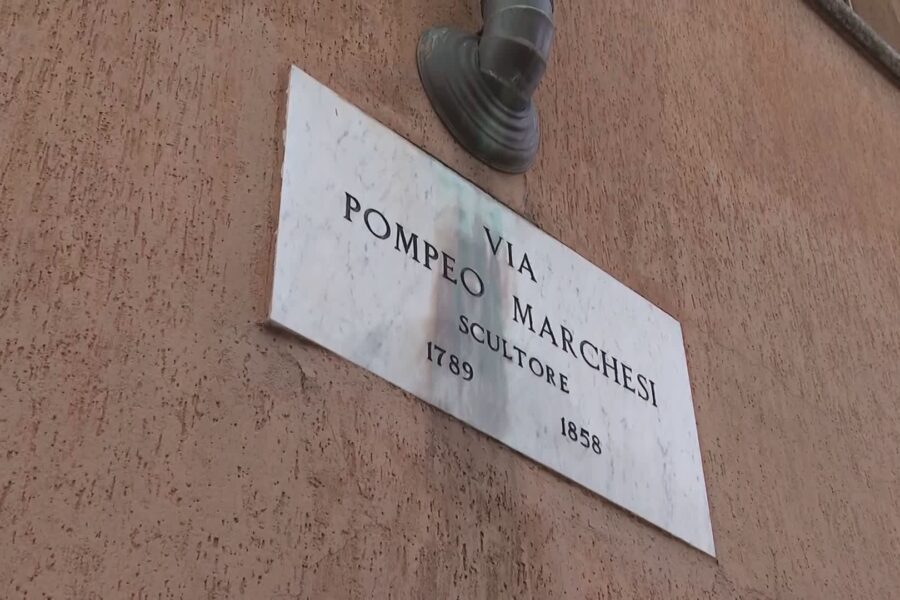 VIA
POMPEO MARCHESI
SCULTORE
1789 1858